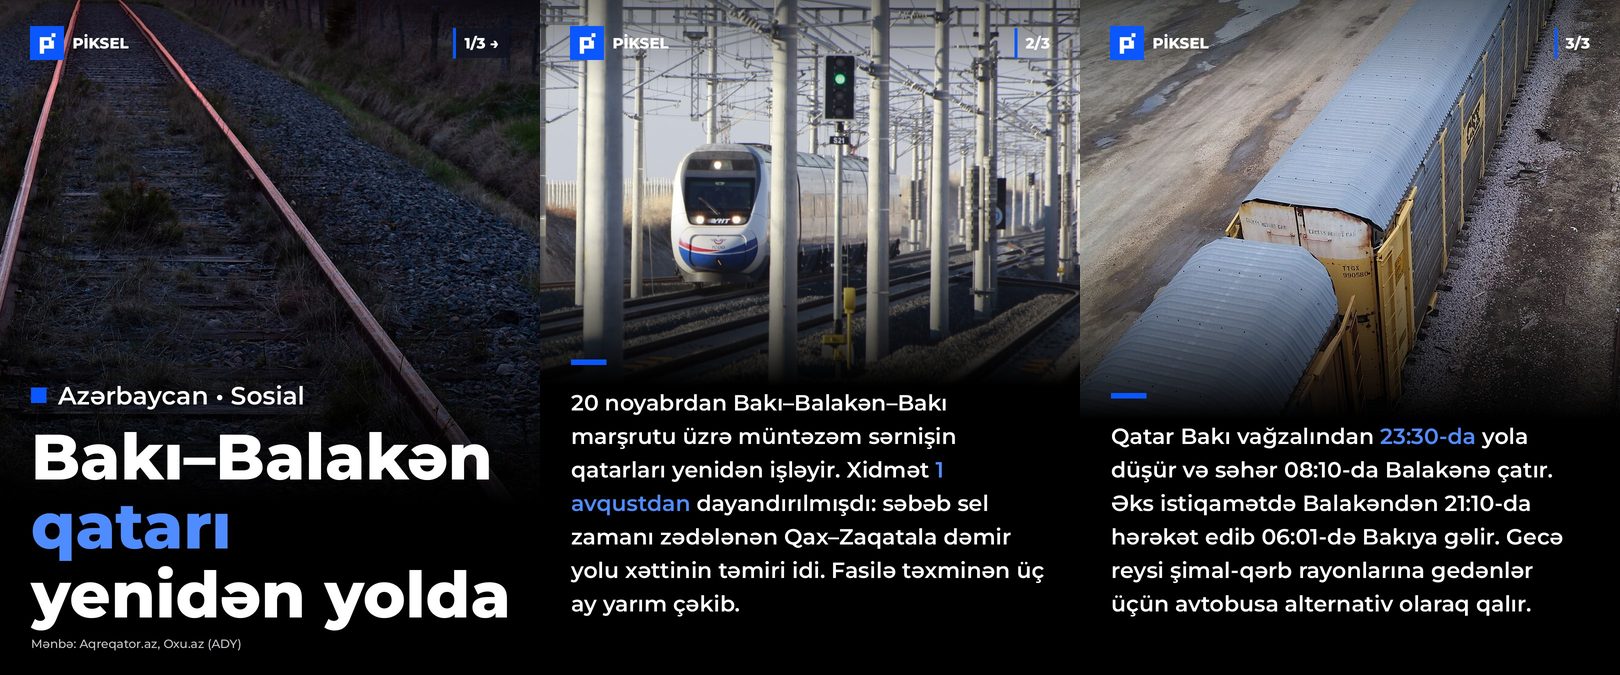 PİKSEL
1/3 →
Azərbaycan • Sosial
Bakı–Balakən
qatarı
yenidən yolda
Mənbə: Aqreqator.az, Oxu.az (ADY)
PİKSEL
2/3
S21
20 noyabrdan Bakı–Balakən–Bakı
marşrutu üzrə müntəzəm sərnişin
qatarları yenidən işləyir. Xidmət 1
avqustdan dayandırılmışdı: səbəb sel
zamanı zədələnən Qax–Zaqatala dəmir
yolu xəttinin təmiri idi. Fasilə təxminən üç
ay yarım çəkib.
PİKSEL
3/3
TTGX
Qatar Bakı vağzalından 23:30-da yola
düşür və səhər 08:10-da Balakənə çatır.
Əks istiqamətdə Balakəndən 21:10-da
hərəkət edib 06:01-də Bakıya gəlir. Gecə
reysi şimal-qərb rayonlarına gedənlər
üçün avtobusa alternativ olaraq qalır.